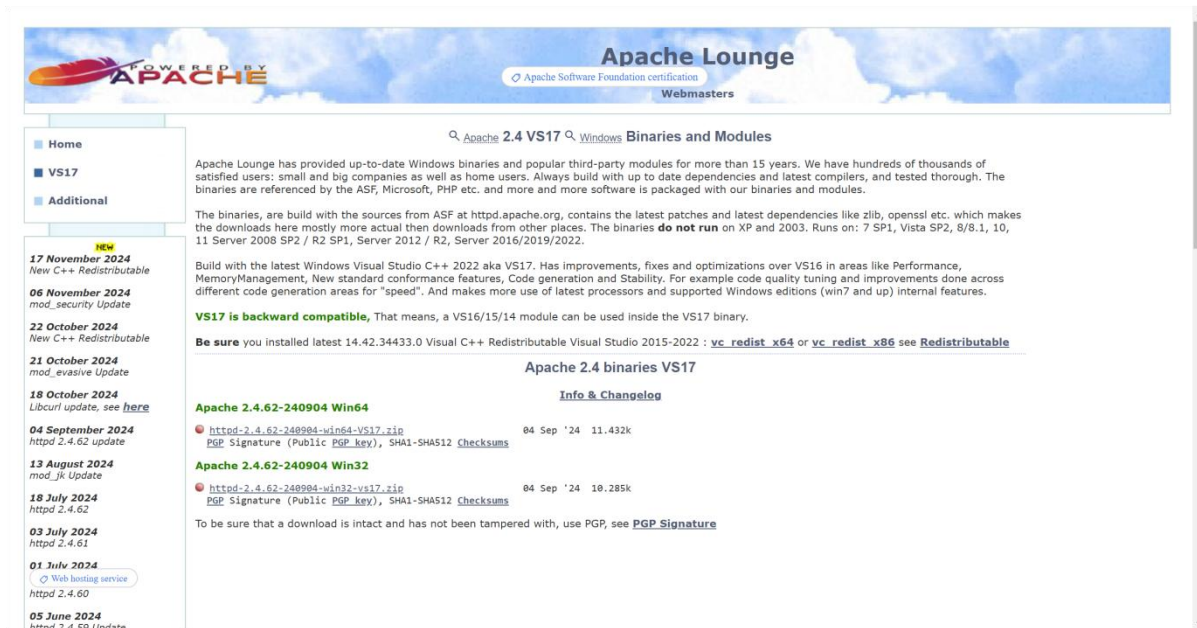 POWERED BY
APACHE
Apache Lounge
Apache Software Foundation certification
Webmasters
Home
VS17
Additional
NEW
17 November 2024
New C++ Redistributable
06 November 2024
mod_security Update
22 October 2024
New C++ Redistributable
21 October 2024
mod_evasive Update
18 October 2024
Libcurl update, see here
04 September 2024
httpd 2.4.62 update
13 August 2024
mod_jk Update
18 July 2024
httpd 2.4.62
03 July 2024
httpd 2.4.61
01 July 2024
Web hosting service
httpd 2.4.60
05 June 2024
httpd 2.4.59 Update
Apache 2.4 VS17 Windows Binaries and Modules
Apache Lounge has provided up-to-date Windows binaries and popular third-party modules for more than 15 years. We have hundreds of thousands of
satisfied users: small and big companies as well as home users. Always build with up to date dependencies and latest compilers, and tested thorough. The
binaries are referenced by the ASF, Microsoft, PHP etc. and more and more software is packaged with our binaries and modules.
The binaries, are build with the sources from ASF at httpd.apache.org, contains the latest patches and latest dependencies like zlib, openssl etc. which makes
the downloads here mostly more actual then downloads from other places. The binaries do not run on XP and 2003. Runs on: 7 SP1, Vista SP2, 8/8.1, 10,
11 Server 2008 SP2 / R2 SP1, Server 2012 / R2, Server 2016/2019/2022.
Build with the latest Windows Visual Studio C++ 2022 aka VS17. Has improvements, fixes and optimizations over VS16 in areas like Performance,
MemoryManagement, New standard conformance features, Code generation and Stability. For example code quality tuning and improvements done across
different code generation areas for "speed". And makes more use of latest processors and supported Windows editions (win7 and up) internal features.
VS17 is backward compatible, That means, a VS16/15/14 module can be used inside the VS17 binary.
Be sure you installed latest 14.42.34433.0 Visual C++ Redistributable Visual Studio 2015-2022 : vc_redist_x64 or vc_redist_x86 see Redistributable
Apache 2.4 binaries VS17
Info & Changelog
Apache 2.4.62-240904 Win64
httpd-2.4.62-240904-win64-VS17.zip 04 Sep '24 11.432k
PGP Signature (Public PGP key), SHA1-SHA512 Checksums
Apache 2.4.62-240904 Win32
httpd-2.4.62-240904-win32-vs17.zip 04 Sep '24 10.285k
PGP Signature (Public PGP key), SHA1-SHA512 Checksums
To be sure that a download is intact and has not been tampered with, use PGP, see PGP Signature